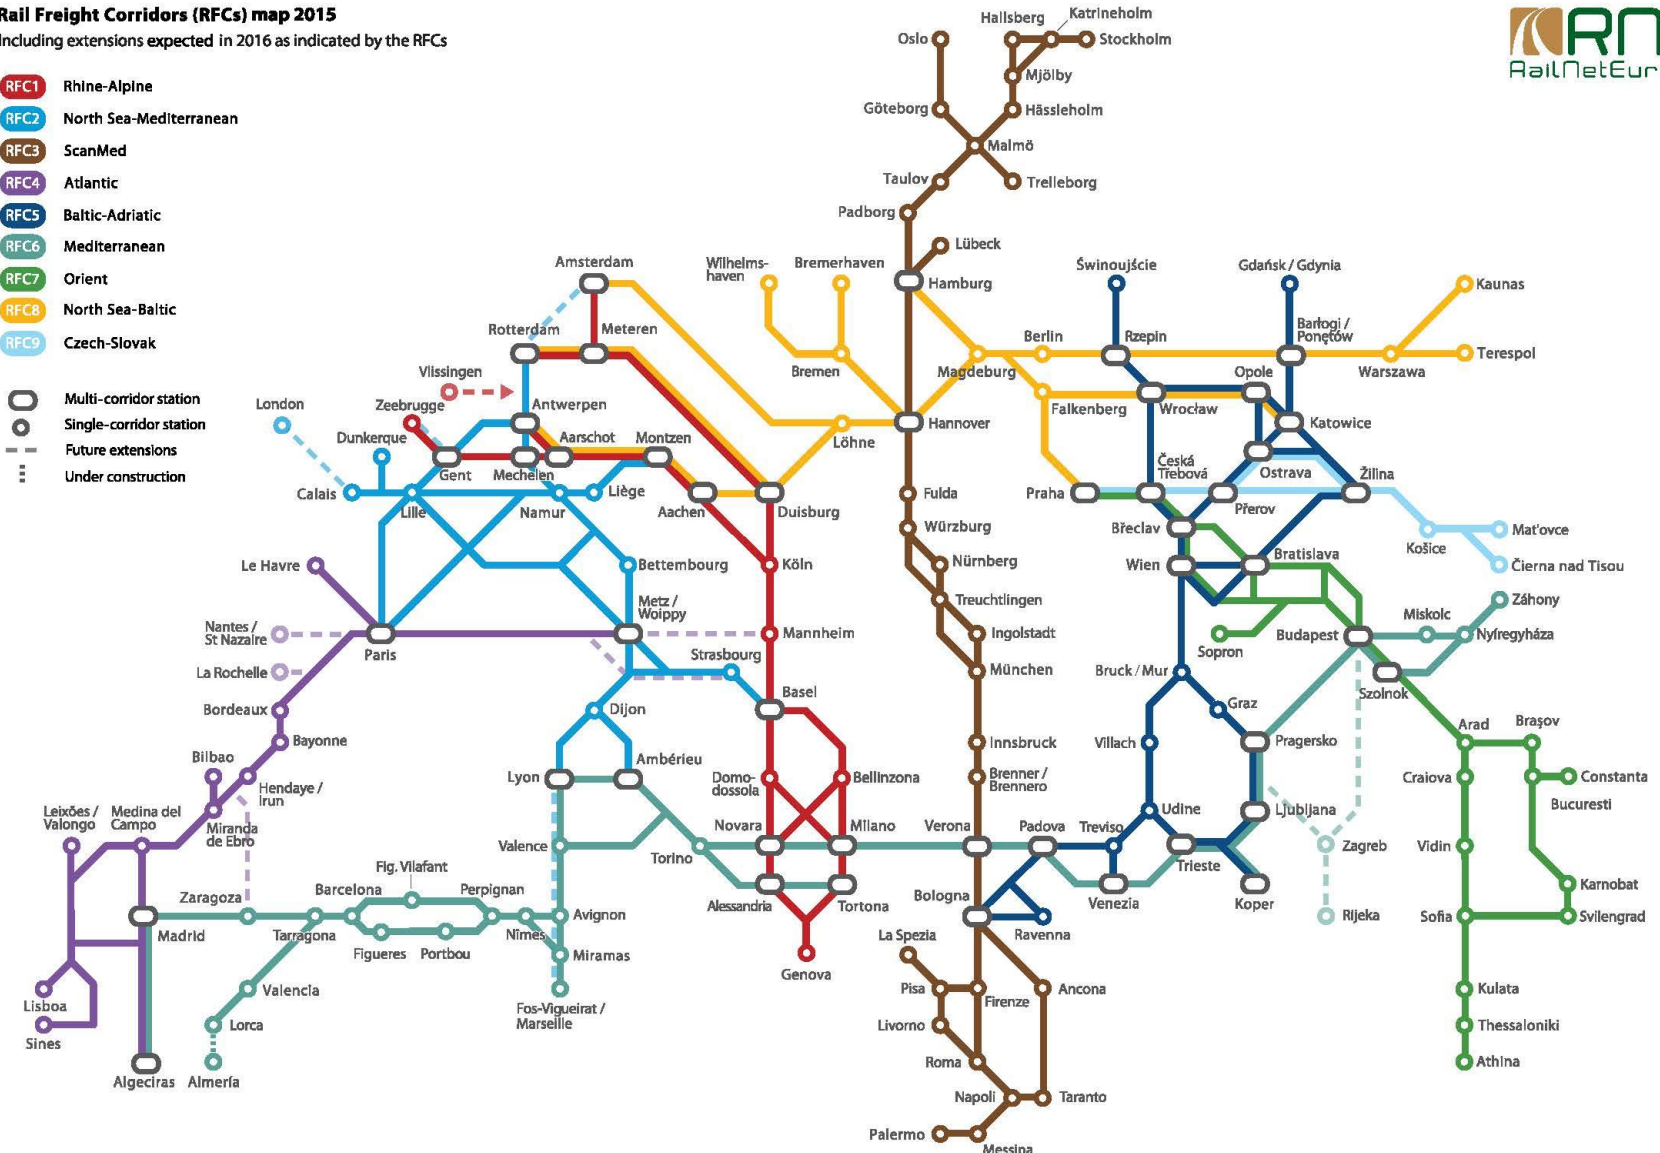 Rail Freight Corridors (RFCs) map 2015
Including extensions expected in 2016 as indicated by the RFCs
RN
RailNetEur
RFC1 Rhine-Alpine
RFC2 North Sea-Mediterranean
RFC3 ScanMed
RFC4 Atlantic
RFC5 Baltic-Adriatic
RFC6 Mediterranean
RFC7 Orient
RFC8 North Sea-Baltic
RFC9 Czech-Slovak
Multi-corridor station
Single-corridor station
Future extensions
Under construction
Katrineholm
Hallsberg
Oslo
Stockholm
Mjölby
Göteborg
Hässleholm
Malmö
Taulov
Trelleborg
Padborg
Lübeck
Amsterdam
Wilhelms-
haven
Bremerhaven
Hamburg
Świnoujście
Gdańsk / Gdynia
Kaunas
Rotterdam
Meteren
Berlin
Rzepin
Barłogi /
Ponętów
Terespol
Vlissingen
Bremen
Magdeburg
Opole
Warszawa
London
Zeebrugge
Antwerpen
Falkenberg
Wrocław
Dunkerque
Aarschot
Montzen
Löhne
Hannover
Katowice
Gent
Mechelen
Česká
Třebová
Ostrava
Žilina
Calais
Liège
Fulda
Praha
Lille
Namur
Aachen
Duisburg
Přerov
Würzburg
Břeclav
Košice
Mat'ovce
Le Havre
Bettembourg
Köln
Nürnberg
Wien
Bratislava
Čierna nad Tisou
Metz /
Woippy
Treuchtlingen
Záhony
Nantes /
St Nazaire
Miskolc
Paris
Mannheim
Ingolstadt
Sopron
Budapest
Nyíregyháza
La Rochelle
Strasbourg
München
Bruck / Mur
Szolnok
Bordeaux
Dijon
Basel
Graz
Arad
Braşov
Bayonne
Innsbruck
Villach
Pragersko
Bilbao
Ambérieu
Lyon
Domo-
dossola
Bellinzona
Brenner /
Brennero
Craiova
Constanta
Hendaye /
Irun
Bucuresti
Leixões /
Valongo
Medina del
Campo
Miranda
de Ebro
Novara
Milano
Verona
Padova
Treviso
Udine
Ljubljana
Valence
Torino
Trieste
Zagreb
Vidin
Fig. Vilafant
Zaragoza
Barcelona
Perpignan
Bologna
Karnobat
Alessandria
Tortona
Venezia
Koper
Madrid
Tarragona
Avignon
Rijeka
Sofia
Svilengrad
Figueres
Portbou
Nîmes
La Spezia
Ravenna
Miramas
Genova
Lisboa
Valencia
Pisa
Firenze
Ancona
Kulata
Fos-Vigueirat /
Marseille
Lorca
Livorno
Thessaloniki
Sines
Roma
Athina
Algeciras
Almería
Napoli
Taranto
Palermo
Messina